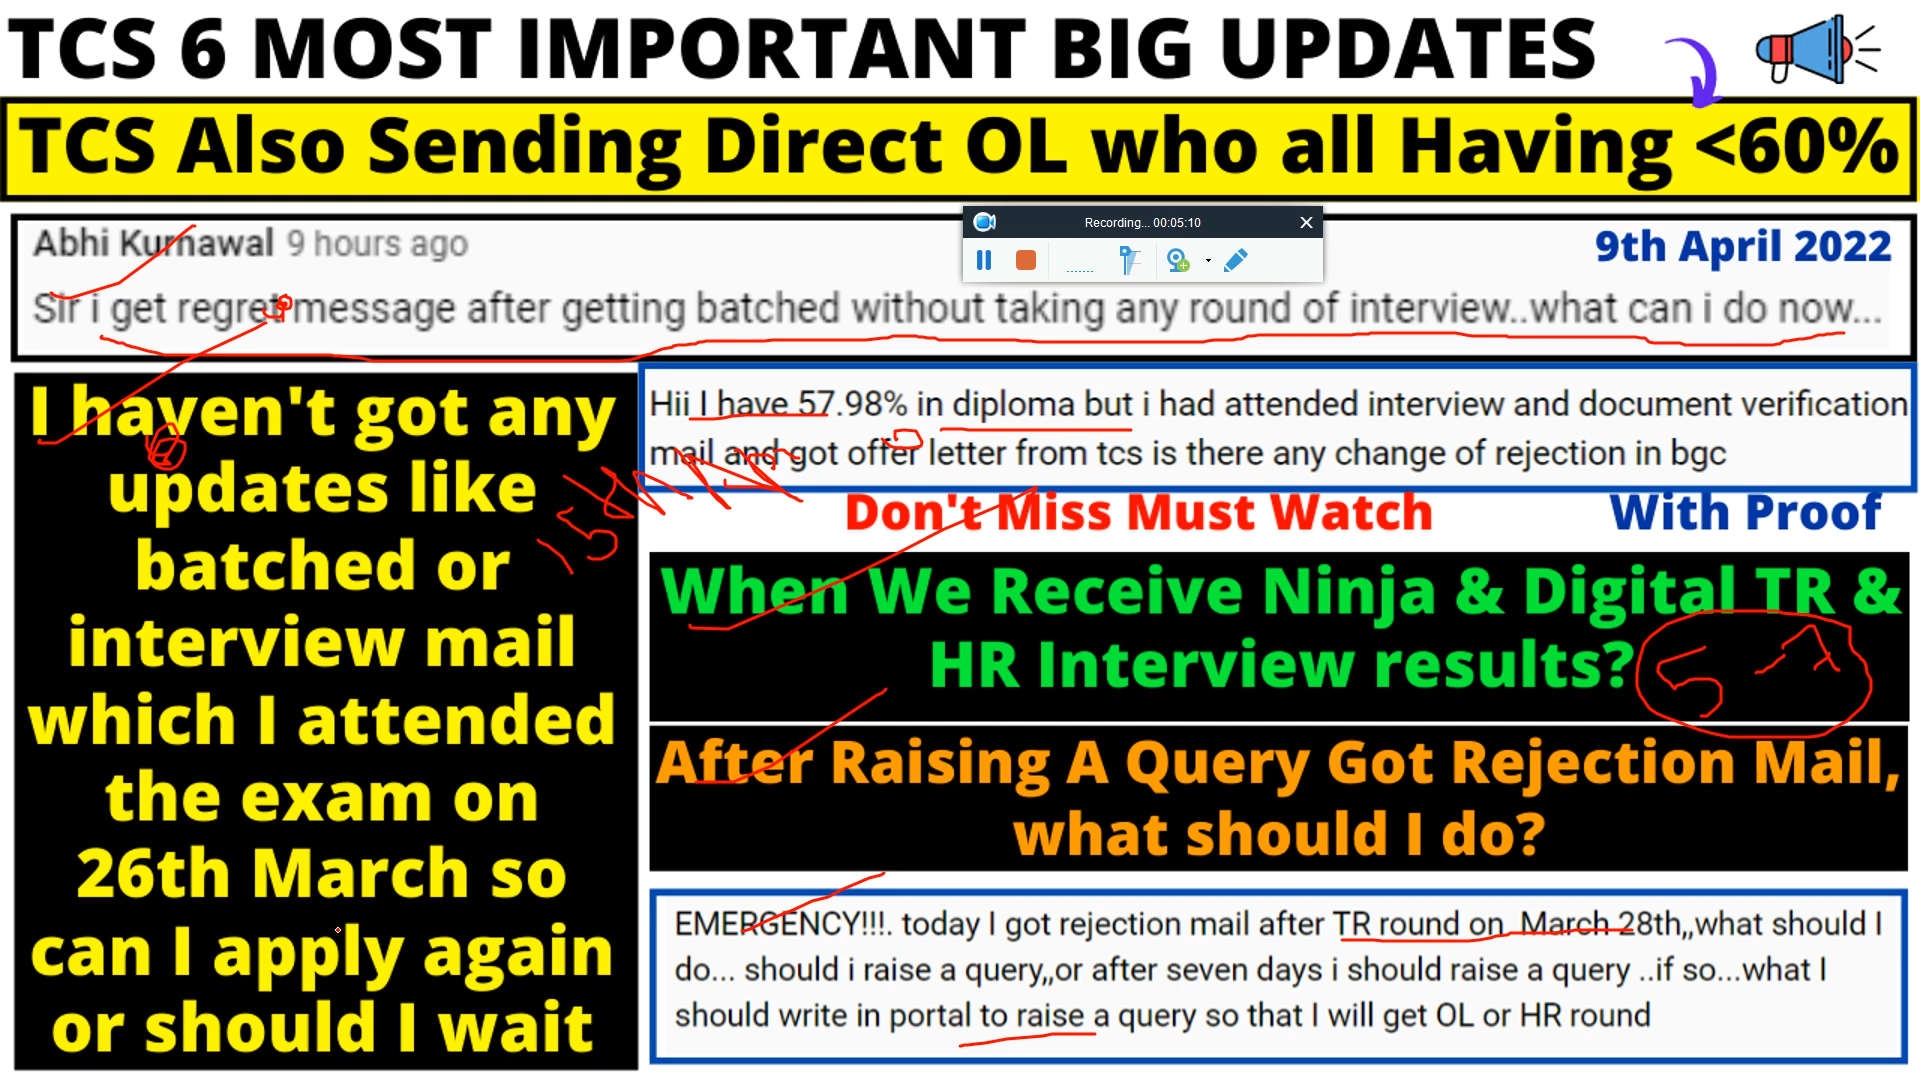 TCS 6 MOST IMPORTANT BIG UPDATES
TCS Also Sending Direct OL who all Having <60%
Recording... 00:05:10
Abhi Kurnawal 9 hours ago
9th April 2022
Sir i get regret message after getting batched without taking any round of interview..what can i do now...
I haven't got any
updates like
batched or
interview mail
which I attended
the exam on
26th March so
can I apply again
or should I wait
Hii I have 57.98% in diploma but i had attended interview and document verification
mail and got offer letter from tcs is there any change of rejection in bgc
Don't Miss Must Watch
With Proof
When We Receive Ninja & Digital TR &
HR Interview results?
After Raising A Query Got Rejection Mail,
what should I do?
EMERGENCY!!!. today I got rejection mail after TR round on March 28th,,what should I
do... should i raise a query,,or after seven days i should raise a query ..if so...what I
should write in portal to raise a query so that I will get OL or HR round